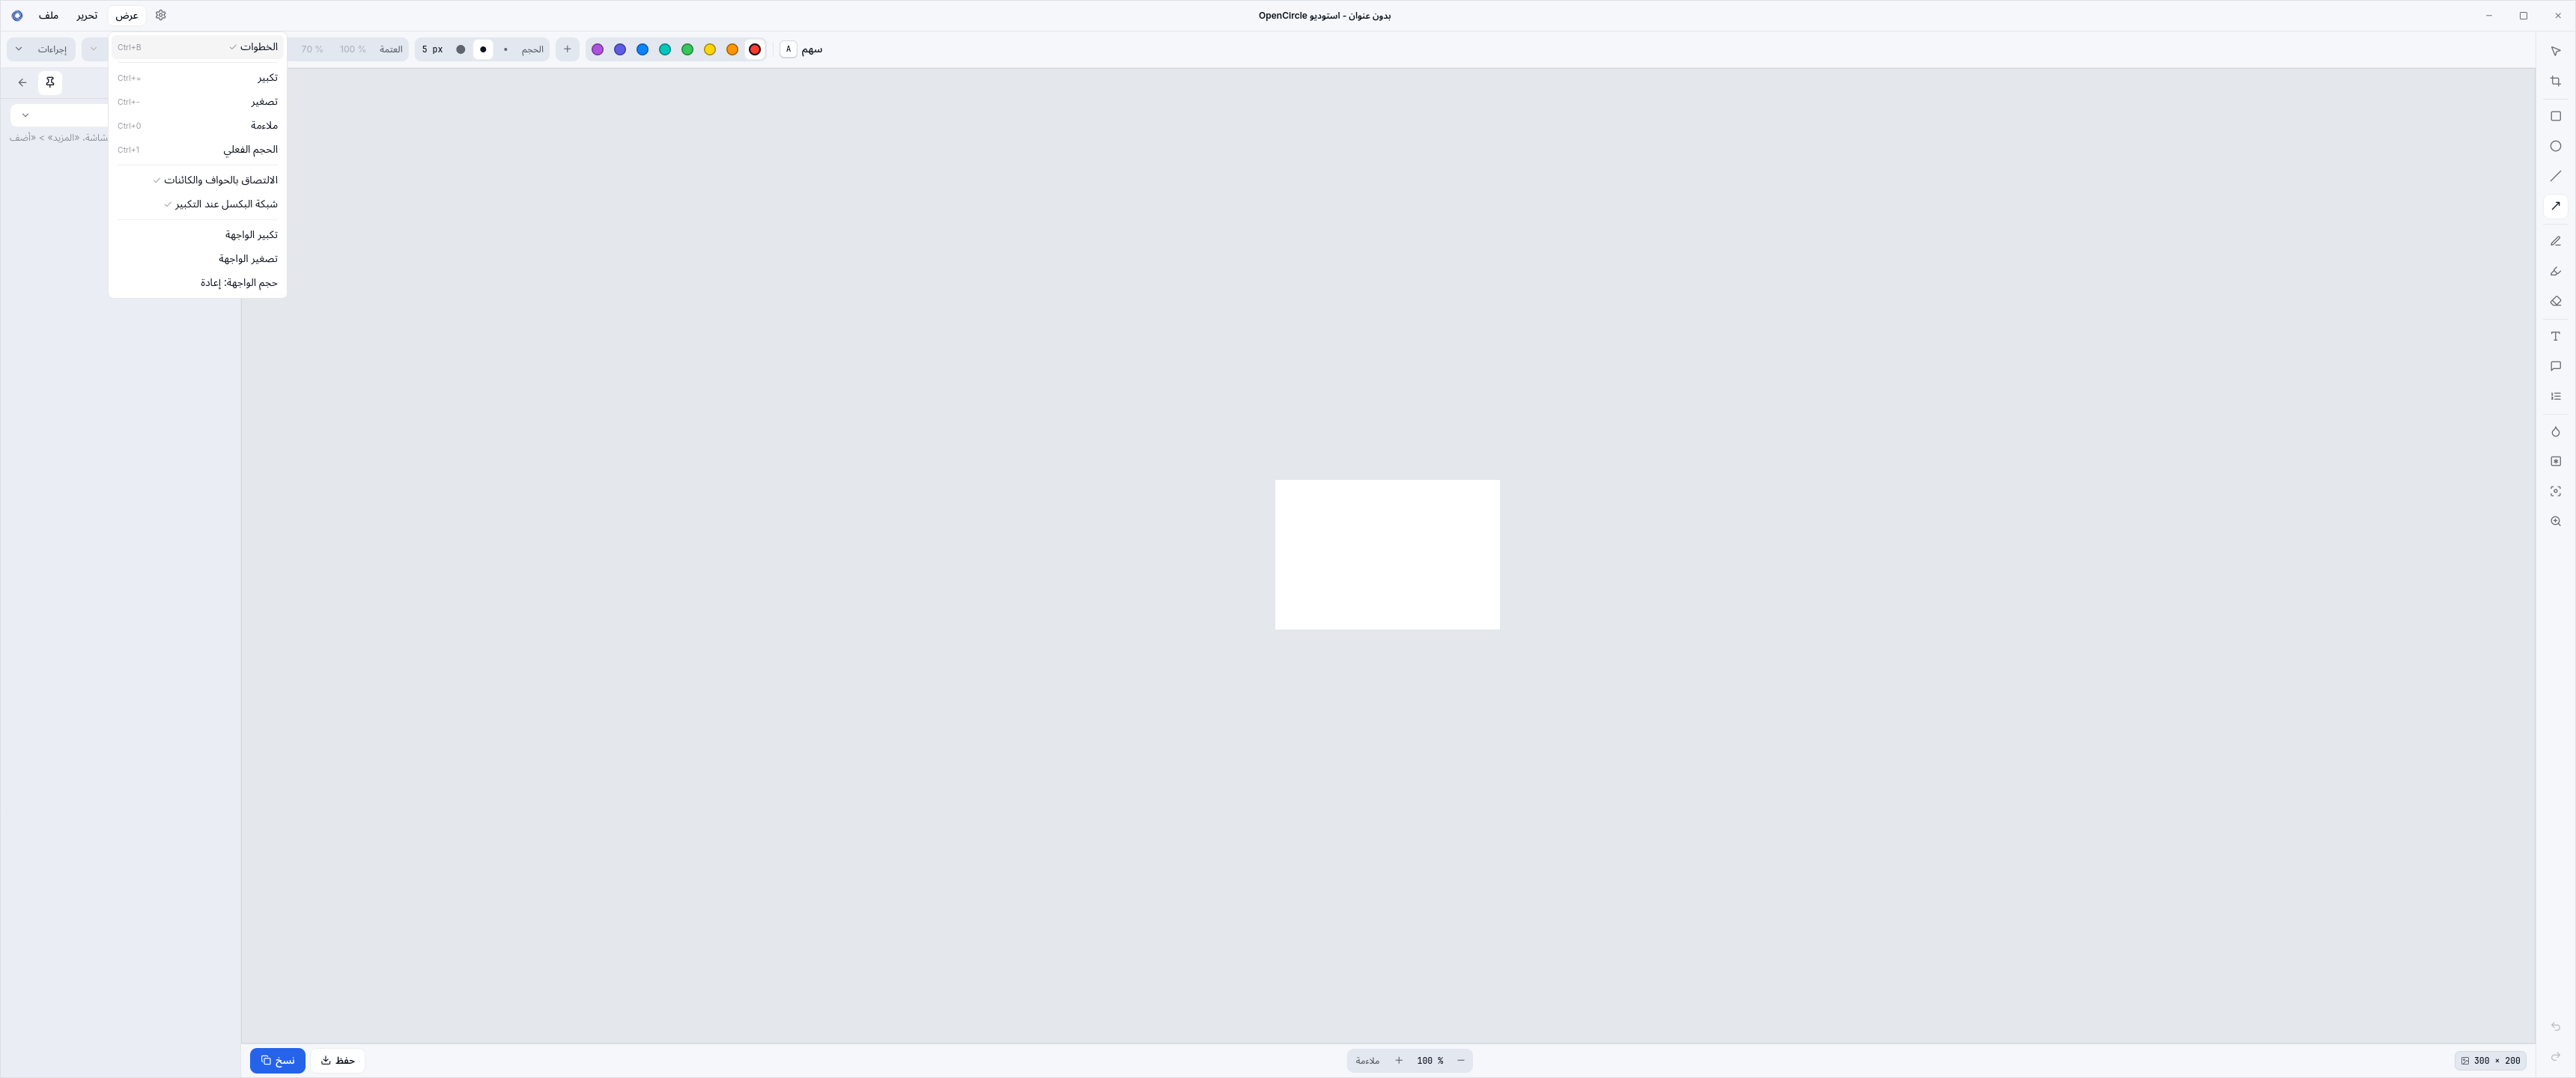 ملف
تحرير
عرض
بدون عنوان - استوديو OpenCircle
سهم
A
الحجم
5 px
العتمة
100 %
70 %
إجراءات
الخطوات
Ctrl+B
تكبير
Ctrl+=
تصغير
Ctrl+-
ملاءمة
Ctrl+0
الحجم الفعلي
Ctrl+1
الالتصاق بالحواف والكائنات
شبكة البكسل عند التكبير
تكبير الواجهة
تصغير الواجهة
حجم الواجهة: إعادة
«المزيد» > «أضف
300 × 200
100 %
ملاءمة
حفظ
نسخ